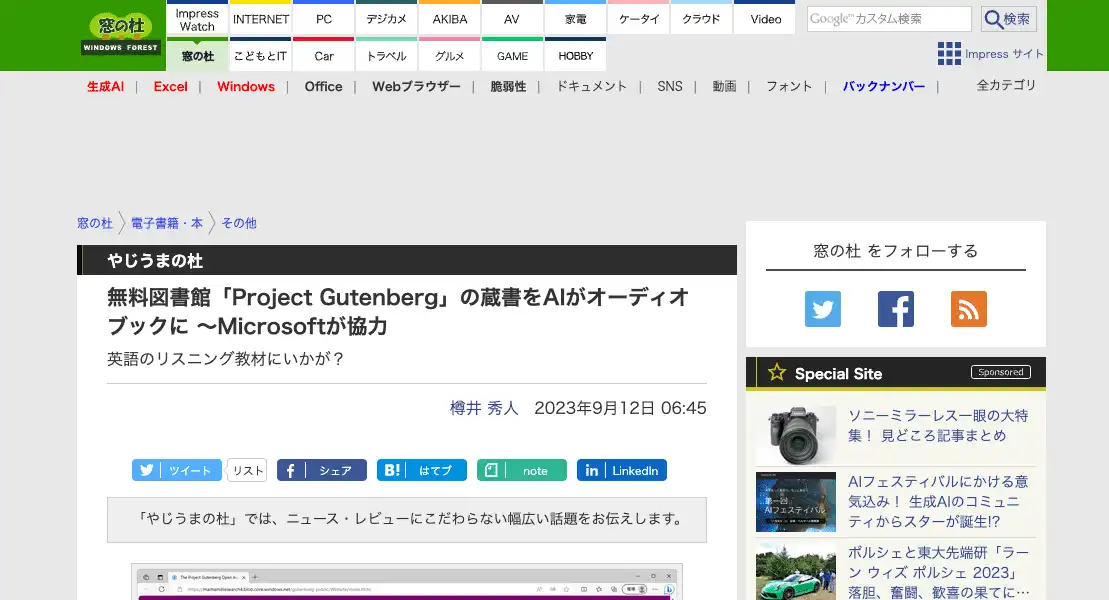 窓の杜
WINDOWS FOREST
Impress Watch
INTERNET
PC
デジカメ
AKIBA
AV
家電
ケータイ
クラウド
Video
Google カスタム検索
検索
窓の杜
こどもとIT
Car
トラベル
グルメ
GAME
HOBBY
Impress サイト
生成AI | Excel | Windows | Office | Webブラウザー | 脆弱性 | ドキュメント | SNS | 動画 | フォント | バックナンバー |
全カテゴリ
窓の杜 〉 電子書籍・本 〉 その他
やじうまの杜
無料図書館「Project Gutenberg」の蔵書をAIがオーディオ
ブックに ～Microsoftが協力
英語のリスニング教材にいかが？
樽井 秀人 2023年9月12日 06:45
ツイート
リスト
シェア
B! はてブ
note
in LinkedIn
「やじうまの杜」では、ニュース・レビューにこだわらない幅広い話題をお伝えします。
窓の杜 をフォローする
Special Site
Sponsored
ソニーミラーレス一眼の大特
集！ 見どころ記事まとめ
AIフェスティバルにかける意
気込み！ 生成AIのコミュニ
ティからスターが誕生!?
ポルシェと東大先端研「ラー
ン ウィズ ポルシェ 2023」
落胆、奮闘、歓喜の果てに…